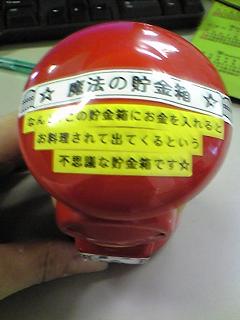 ☆ 魔法の貯金箱 ☆
なんとこの貯金箱にお金を入れると
お料理されて出てくるという
不思議な貯金箱です☆